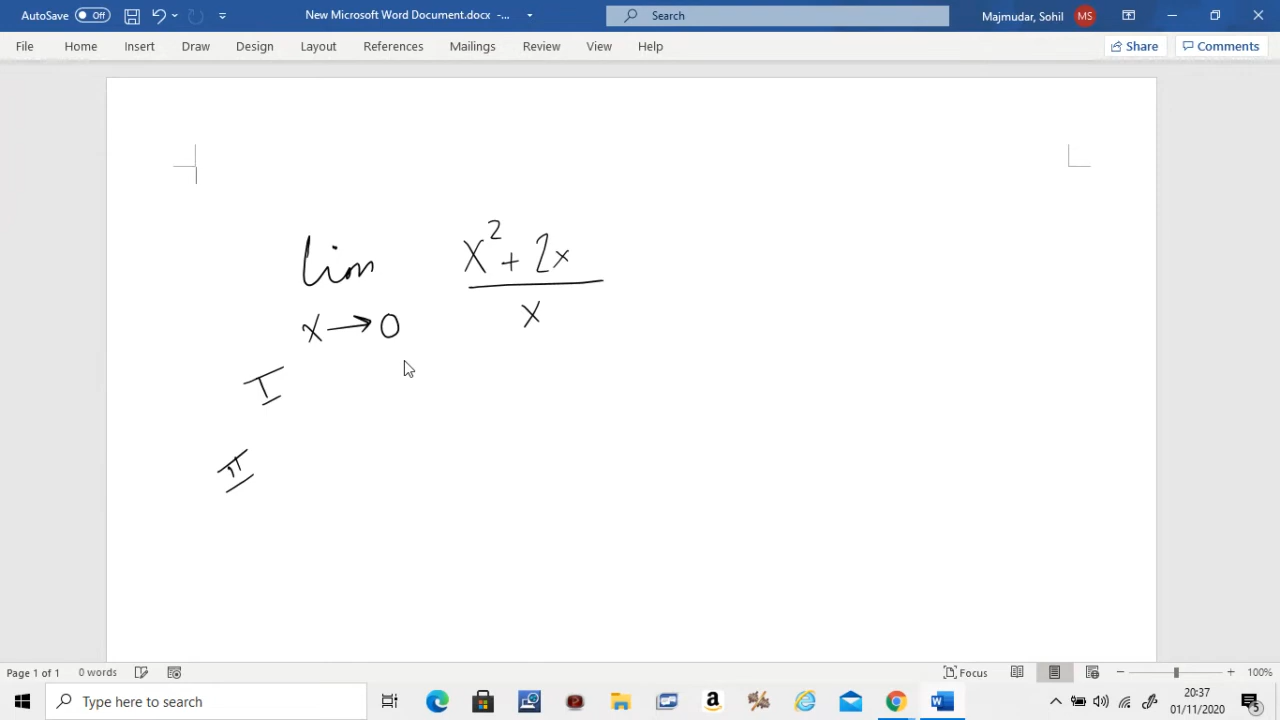 AutoSave Off New Microsoft Word Document.docx -... Search Majmudar, Sohil MS
File Home Insert Draw Design Layout References Mailings Review View Help Share Comments
lim x² + 2x
x → 0 x
I
II
Page 1 of 1 0 words Focus 100%
Type here to search a W 20:37
01/11/2020 5